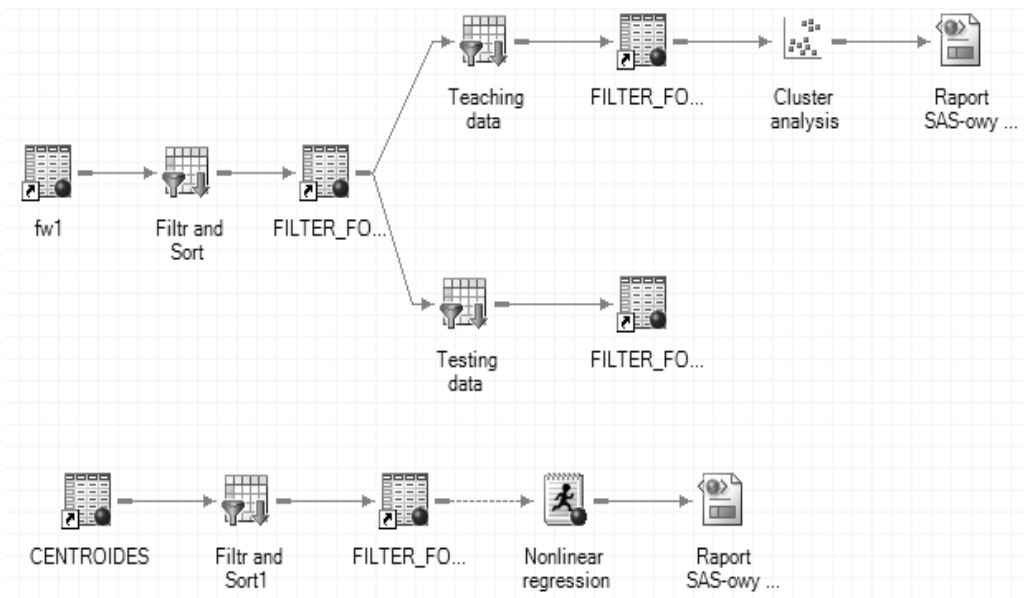 Teaching
data
FILTER_FO...
Cluster
analysis
Raport
SAS-owy ...
fw1
Filtr and
Sort
FILTER_FO...
Testing
data
FILTER_FO...
CENTROIDES
Filtr and
Sort1
FILTER_FO...
Nonlinear
regression
Raport
SAS-owy ...